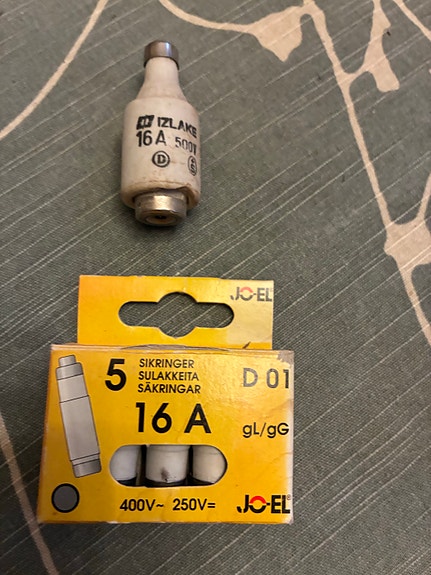 IZLAKE
16 A 500V
D
JO-EL
5
SIKRINGER
SULAKKEITA
SÄKRINGAR
D 01
16 A
gL/gG
400V~ 250V=
JO-EL